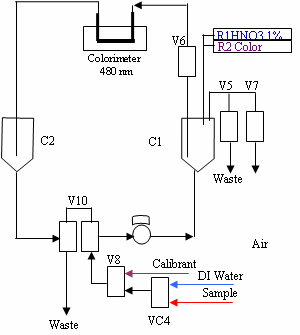 V6
R1HNO3 1%
R2 Color
Colorimeter
480 nm
V5
V7
C2
C1
Waste
V10
Air
V8
Calibrant
DI Water
Sample
Waste
VC4